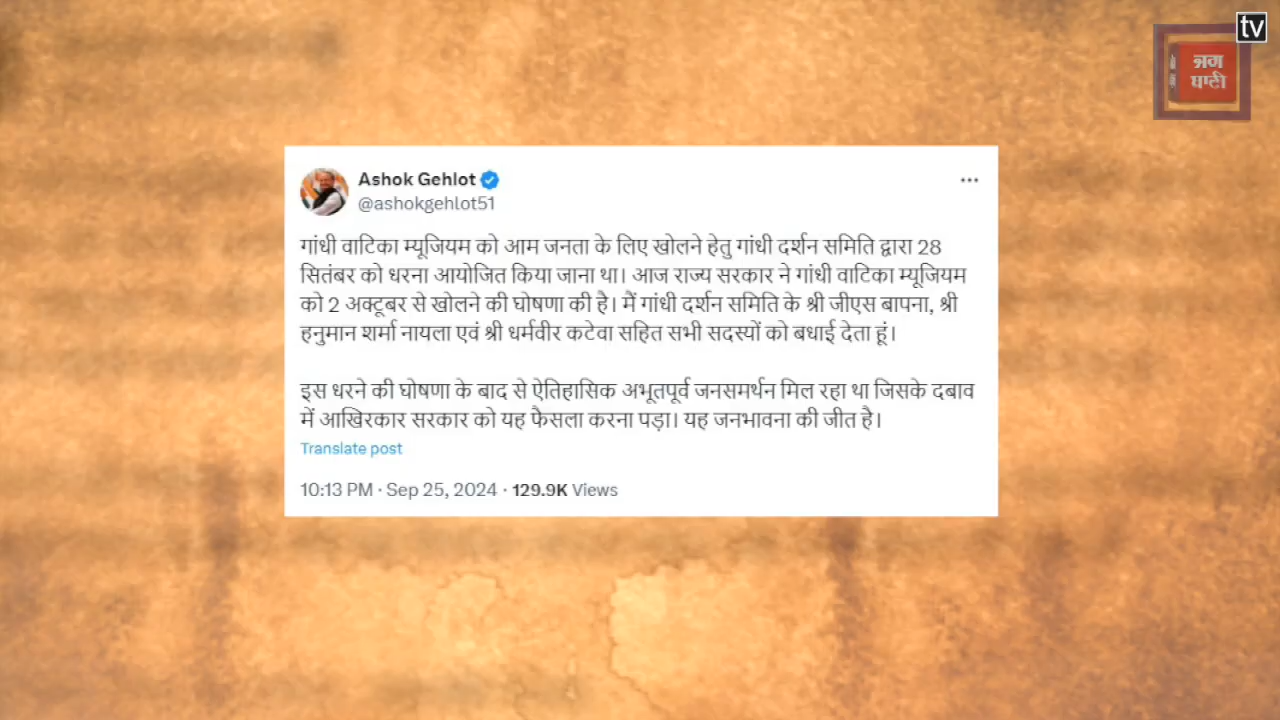 tv
Ashok Gehlot
@ashokgehlot51
गांधी वाटिका म्यूजियम को आम जनता के लिए खोलने हेतु गांधी दर्शन समिति द्वारा 28
सितंबर को धरना आयोजित किया जाना था। आज राज्य सरकार ने गांधी वाटिका म्यूजियम
को 2 अक्टूबर से खोलने की घोषणा की है। मैं गांधी दर्शन समिति के श्री जीएस बापना, श्री
हनुमान शर्मा नायला एवं श्री धर्मवीर कटेवा सहित सभी सदस्यों को बधाई देता हूं।
इस धरने की घोषणा के बाद से ऐतिहासिक अभूतपूर्व जनसमर्थन मिल रहा था जिसके दबाव
में आखिरकार सरकार को यह फैसला करना पड़ा। यह जनभावना की जीत है।
Translate post
10:13 PM · Sep 25, 2024 · 129.9K Views